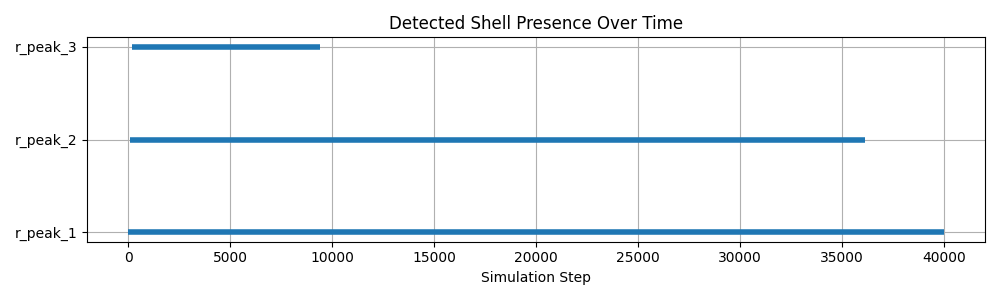 Detected Shell Presence Over Time
r_peak_3
r_peak_2
r_peak_1
0 5000 10000 15000 20000 25000 30000 35000 40000
Simulation Step